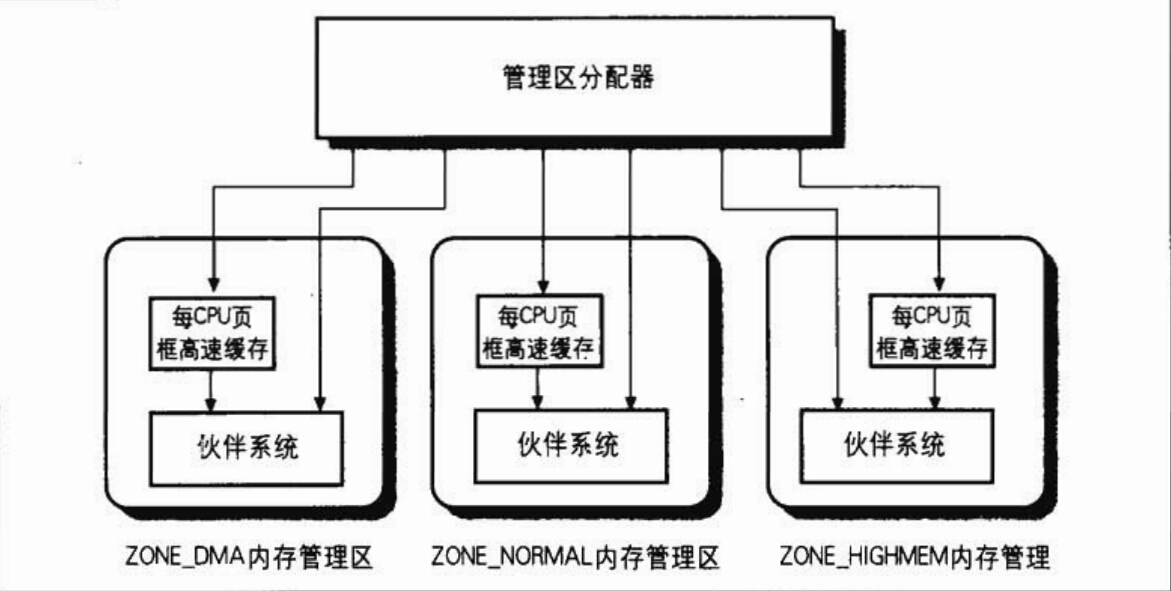 管理区分配器
每CPU页
框高速缓存
每CPU页
框高速缓存
每CPU页
框高速缓存
伙伴系统
伙伴系统
伙伴系统
ZONE_DMA内存管理区
ZONE_NORMAL内存管理区
ZONE_HIGHMEM内存管理